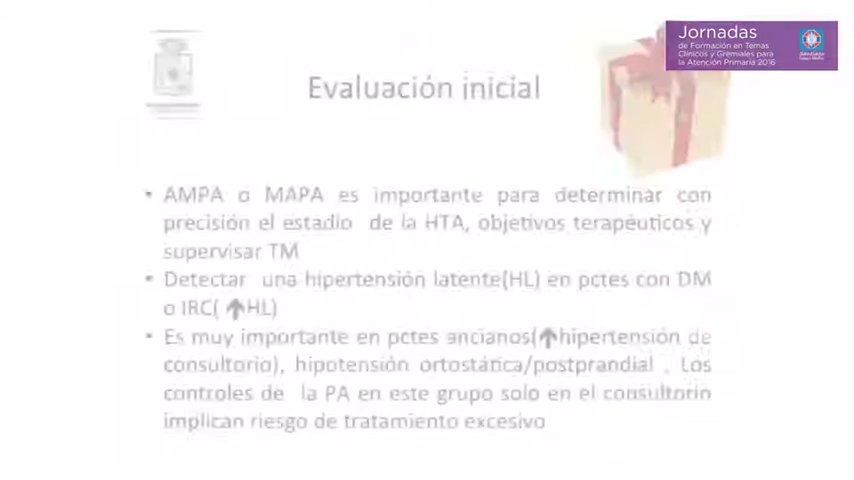 Jornadas
de Formación en Temas
Clínicos y Gremiales para
la Atención Primaria 2016
Evaluación inicial
• AMPA o MAPA es importante para determinar con
precisión el estadio de la HTA, objetivos terapéuticos y
supervisar TM
• Detectar una hipertensión latente(HL) en pctes con DM
o IRC( ↑HL)
• Es muy importante en pctes ancianos(↑hipertensión de
consultorio), hipotensión ortostática/postprandial . Los
controles de la PA en este grupo solo en el consultorio
implican riesgo de tratamiento excesivo